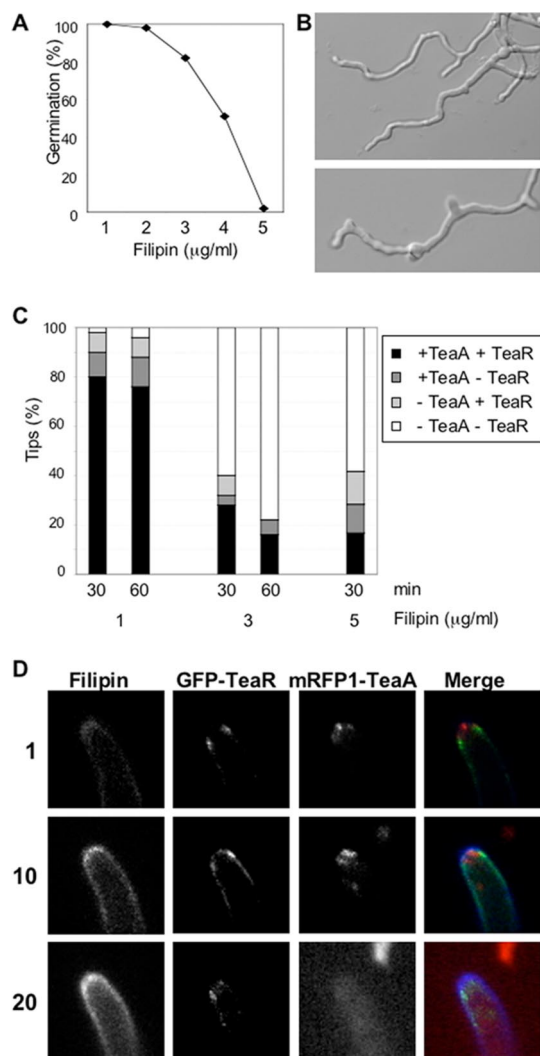 A
B
Germination (%)
100
80
60
40
20
0
1 2 3 4 5
Filipin (μg/ml)
C
Tips (%)
100
80
60
40
20
0
30 60 30 60 30 min
1 3 5 Filipin (μg/ml)
+TeaA + TeaR
+TeaA - TeaR
- TeaA + TeaR
- TeaA - TeaR
D
Filipin GFP-TeaR mRFP1-TeaA Merge
1
10
20